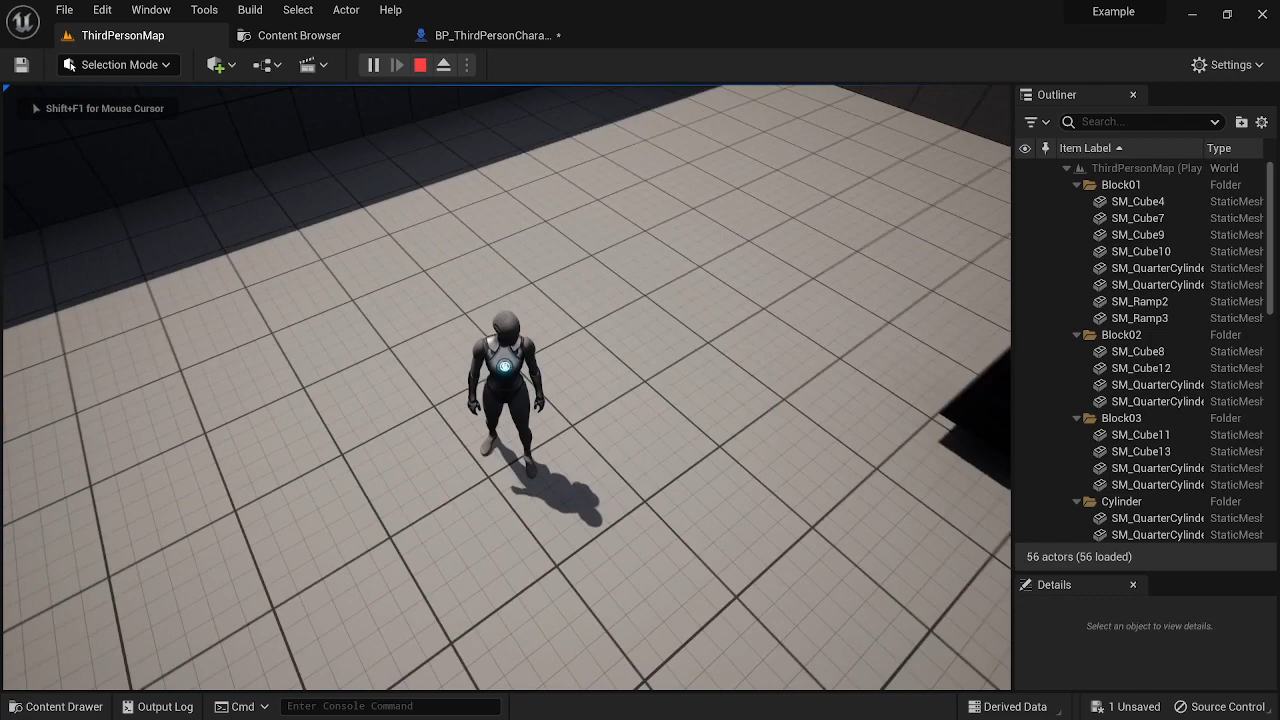 File Edit Window Tools Build Select Actor Help
Example
ThirdPersonMap
Content Browser
BP_ThirdPersonChara... *
Selection Mode
Settings
Shift+F1 for Mouse Cursor
Outliner
Search...
Item Label Type
ThirdPersonMap (Play World
Block01 Folder
SM_Cube4 StaticMesh
SM_Cube7 StaticMesh
SM_Cube9 StaticMesh
SM_Cube10 StaticMesh
SM_QuarterCylinde StaticMesh
SM_QuarterCylinde StaticMesh
SM_Ramp2 StaticMesh
SM_Ramp3 StaticMesh
Block02 Folder
SM_Cube8 StaticMesh
SM_Cube12 StaticMesh
SM_QuarterCylinde StaticMesh
SM_QuarterCylinde StaticMesh
Block03 Folder
SM_Cube11 StaticMesh
SM_Cube13 StaticMesh
SM_QuarterCylinde StaticMesh
SM_QuarterCylinde StaticMesh
Cylinder Folder
SM_QuarterCylinde StaticMesh
SM_QuarterCylinde StaticMesh
56 actors (56 loaded)
Details
Select an object to view details.
Content Drawer
Output Log
Cmd
Enter Console Command
Derived Data
1 Unsaved
Source Control